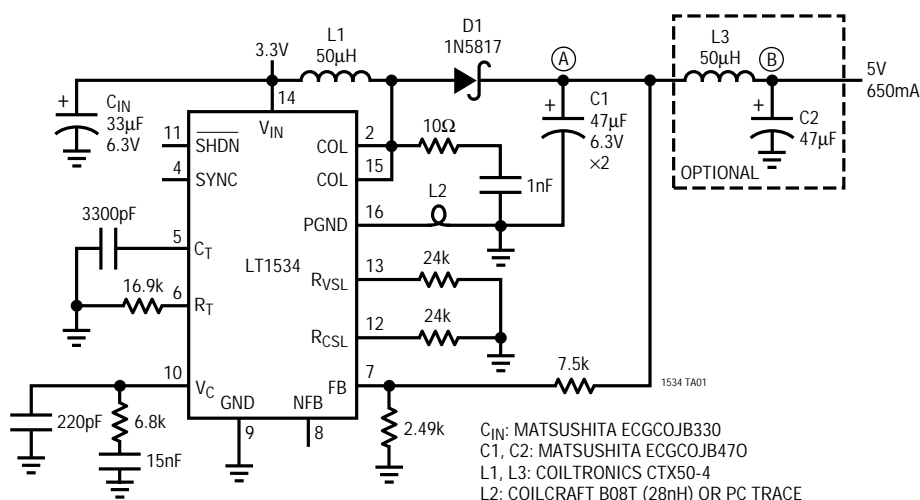 L1
50µH
D1
1N5817
3.3V
A
L3
50µH
B
5V
650mA
+
C_IN
33µF
6.3V
14
V_IN
11
SHDN
4
SYNC
COL
2
COL
15
10Ω
1nF
+
C1
47µF
6.3V
×2
+
C2
47µF
OPTIONAL
PGND
16
L2
3300pF
5
C_T
LT1534
R_VSL
13
24k
16.9k
6
R_T
R_CSL
12
24k
10
V_C
FB
7
7.5k
1534 TA01
GND
9
NFB
8
2.49k
220pF
6.8k
15nF
C_IN: MATSUSHITA ECGCOJB330
C1, C2: MATSUSHITA ECGCOJB470
L1, L3: COILTRONICS CTX50-4
L2: COILCRAFT B08T (28nH) OR PC TRACE